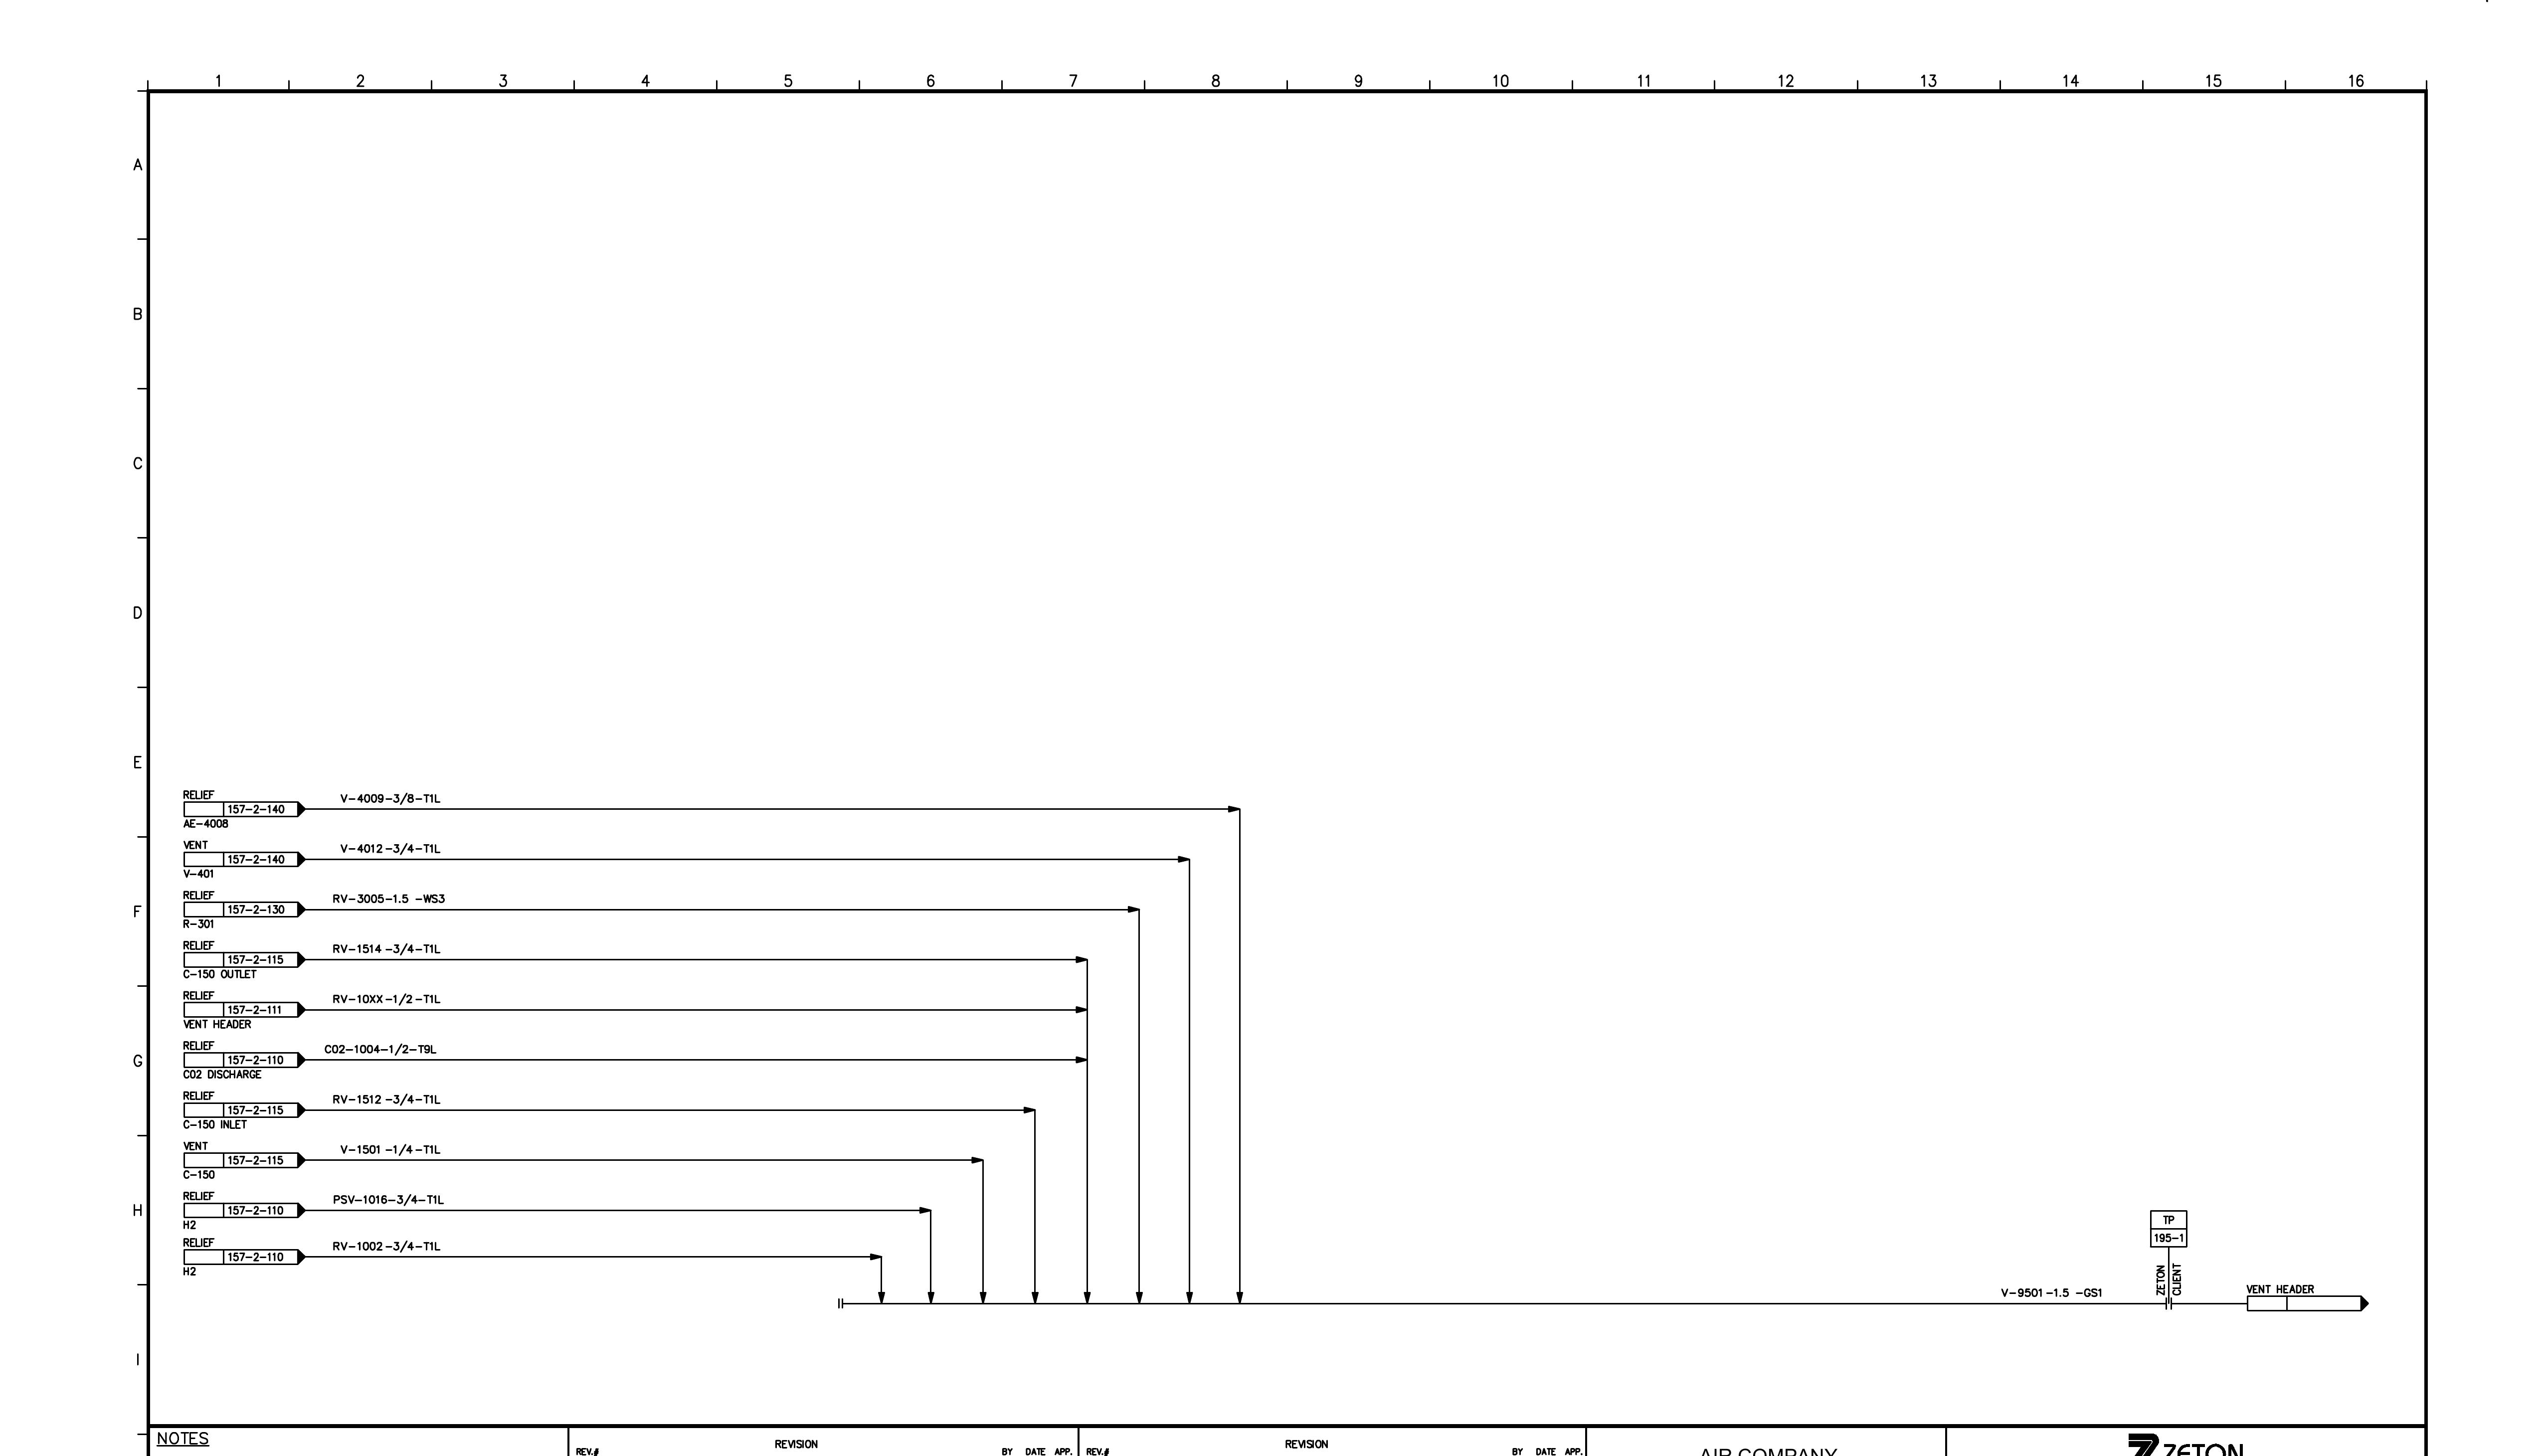 1 2 3 4 5 6 7 8 9 10 11 12 13 14 15 16
A
B
C
D
E
RELIEF
157-2-140
AE-4008
V-4009-3/8-T1L
VENT
157-2-140
V-401
V-4012-3/4-T1L
F
RELIEF
157-2-130
R-301
RV-3005-1.5 -WS3
RELIEF
157-2-115
C-150 OUTLET
RV-1514-3/4-T1L
RELIEF
157-2-111
VENT HEADER
RV-10XX-1/2-T1L
G
RELIEF
157-2-110
CO2 DISCHARGE
CO2-1004-1/2-T9L
RELIEF
157-2-115
C-150 INLET
RV-1512-3/4-T1L
VENT
157-2-115
C-150
V-1501-1/4-T1L
H
RELIEF
157-2-110
H2
PSV-1016-3/4-T1L
RELIEF
157-2-110
H2
RV-1002-3/4-T1L
TP
195-1
ZETON
CLIENT
V-9501-1.5 -GS1
VENT HEADER
I
NOTES
REV.# REVISION BY DATE APP.
REV.# REVISION BY DATE APP.
AIR COMPANY
ZETON